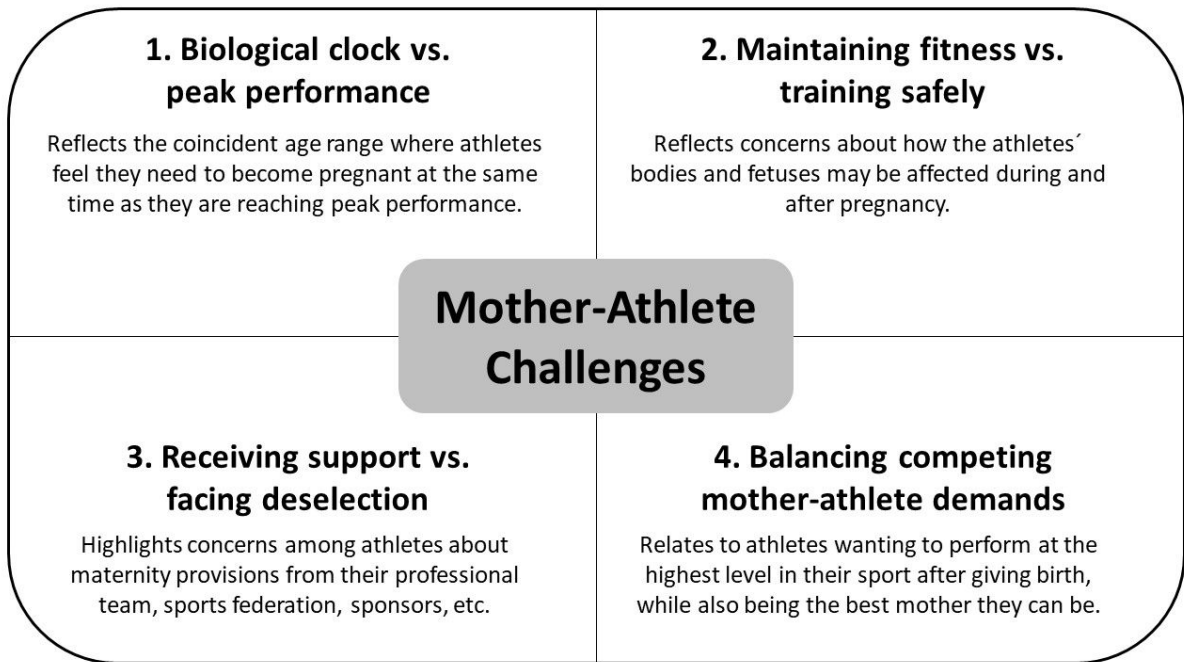 1. Biological clock vs.
peak performance
Reflects the coincident age range where athletes
feel they need to become pregnant at the same
time as they are reaching peak performance.
2. Maintaining fitness vs.
training safely
Reflects concerns about how the athletes´
bodies and fetuses may be affected during and
after pregnancy.
Mother-Athlete
Challenges
3. Receiving support vs.
facing deselection
Highlights concerns among athletes about
maternity provisions from their professional
team, sports federation, sponsors, etc.
4. Balancing competing
mother-athlete demands
Relates to athletes wanting to perform at the
highest level in their sport after giving birth,
while also being the best mother they can be.